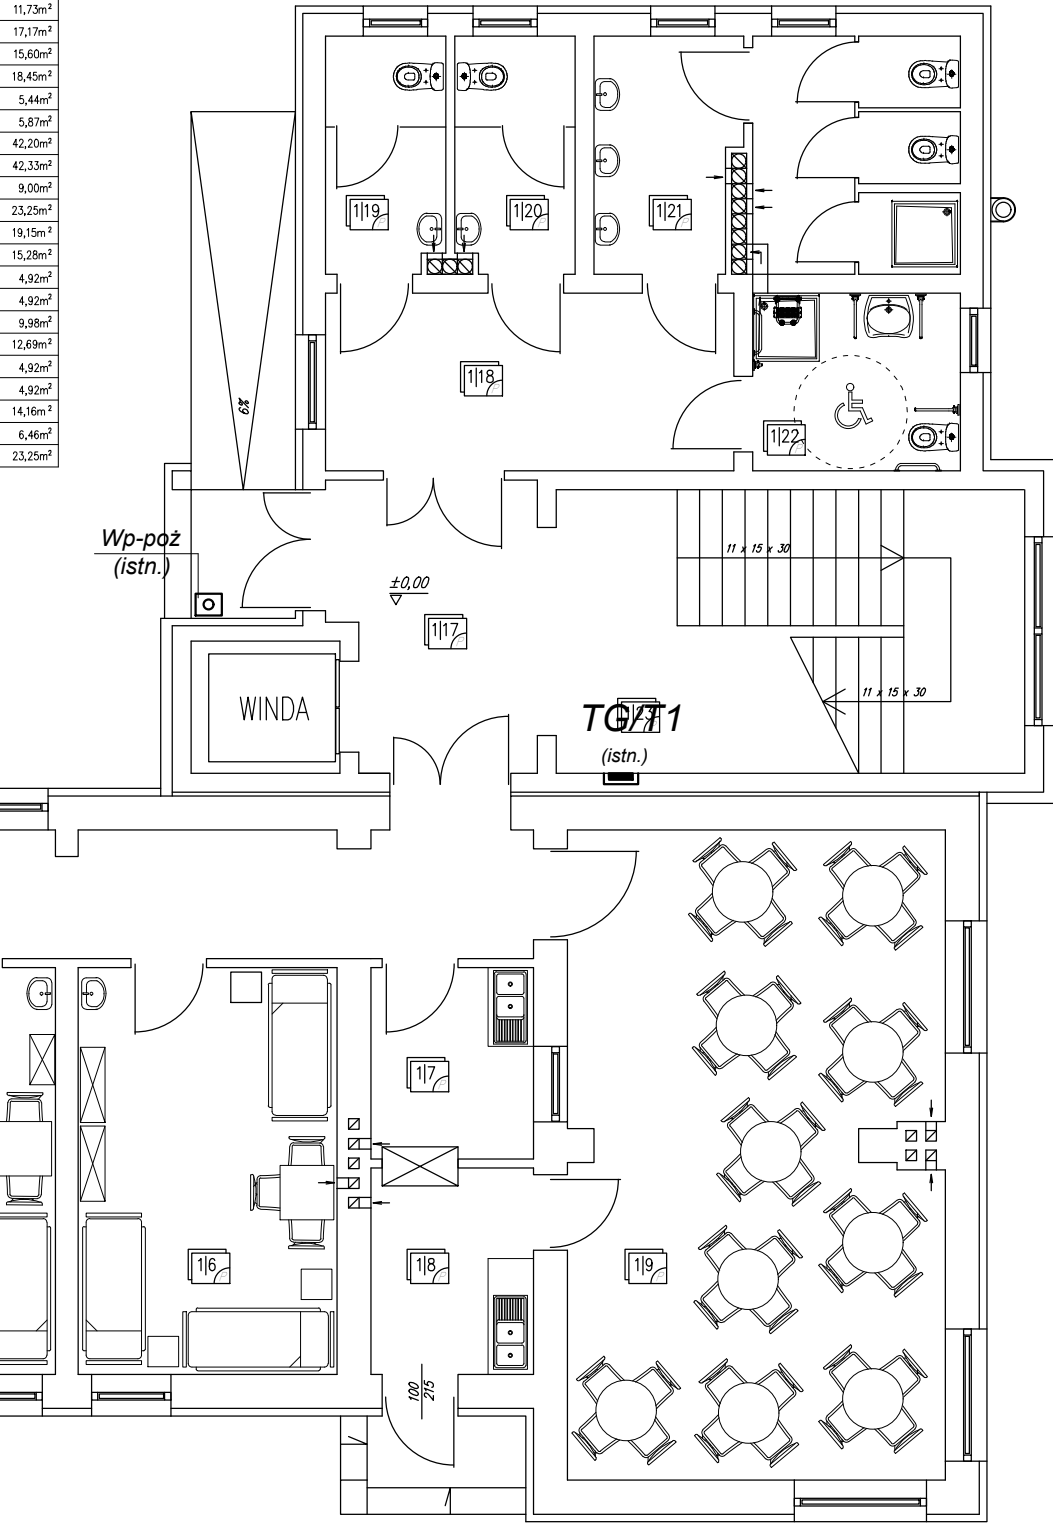 11,73m²
17,17m²
15,60m²
18,45m²
5,44m²
5,87m²
42,20m²
42,33m²
9,00m²
23,25m²
19,15m²
15,28m²
4,92m²
4,92m²
9,98m²
12,69m²
4,92m²
4,92m²
14,16m²
6,46m²
23,25m²
1|19
1|20
1|21
1|18
6%
1|22
Wp-poż
(istn.)
11 x 15 x 30
±0,00
1|17
WINDA
11 x 15 x 30
1|23
TG/T1
(istn.)
1|7
1|6
1|8
1|9
100
215